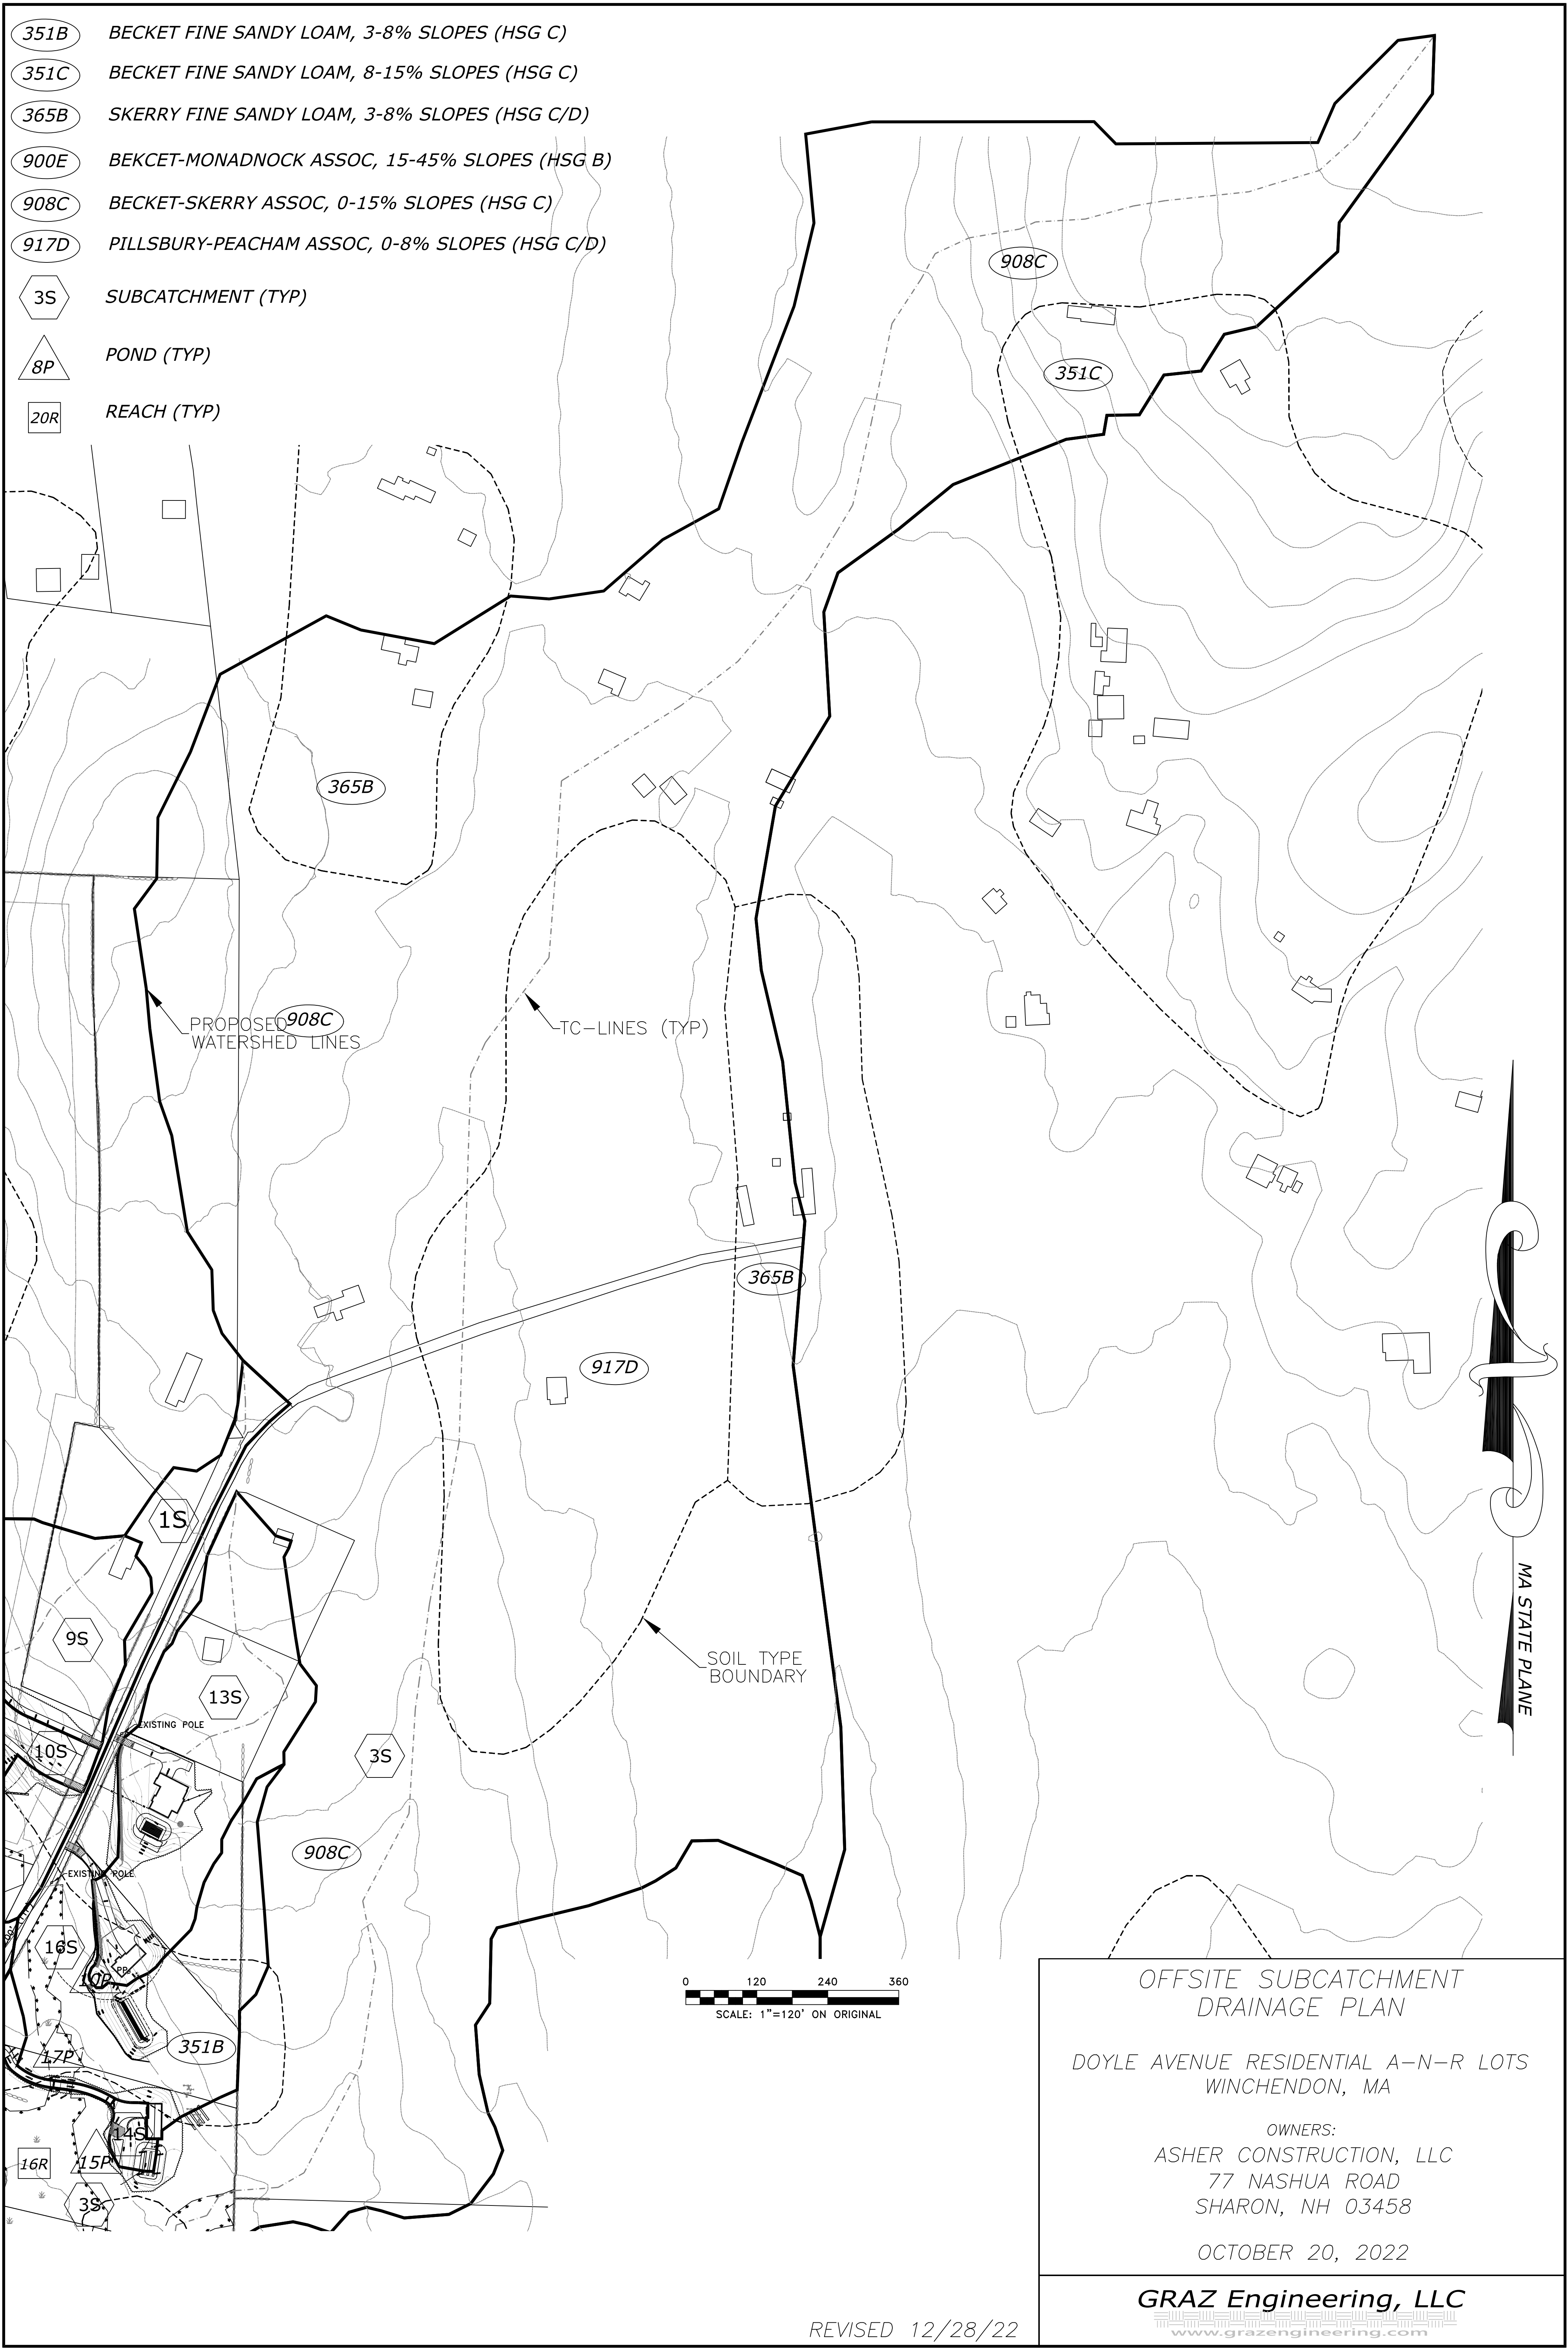 351B BECKET FINE SANDY LOAM, 3-8% SLOPES (HSG C)
351C BECKET FINE SANDY LOAM, 8-15% SLOPES (HSG C)
365B SKERRY FINE SANDY LOAM, 3-8% SLOPES (HSG C/D)
900E BEKCET-MONADNOCK ASSOC, 15-45% SLOPES (HSG B)
908C BECKET-SKERRY ASSOC, 0-15% SLOPES (HSG C)
917D PILLSBURY-PEACHAM ASSOC, 0-8% SLOPES (HSG C/D)
3S SUBCATCHMENT (TYP)
8P POND (TYP)
20R REACH (TYP)
908C
351C
365B
908C
PROPOSED
WATERSHED LINES
TC-LINES (TYP)
365B
917D
1S
9S
SOIL TYPE
BOUNDARY
13S
EXISTING POLE
10S
3S
908C
EXISTING POLE
16S
PP
10P
351B
17P
14S
15P
16R
3S
MA STATE PLANE
0 120 240 360
SCALE: 1"=120' ON ORIGINAL
OFFSITE SUBCATCHMENT
DRAINAGE PLAN
DOYLE AVENUE RESIDENTIAL A-N-R LOTS
WINCHENDON, MA
OWNERS:
ASHER CONSTRUCTION, LLC
77 NASHUA ROAD
SHARON, NH 03458
OCTOBER 20, 2022
GRAZ Engineering, LLC
www.grazengineering.com
REVISED 12/28/22